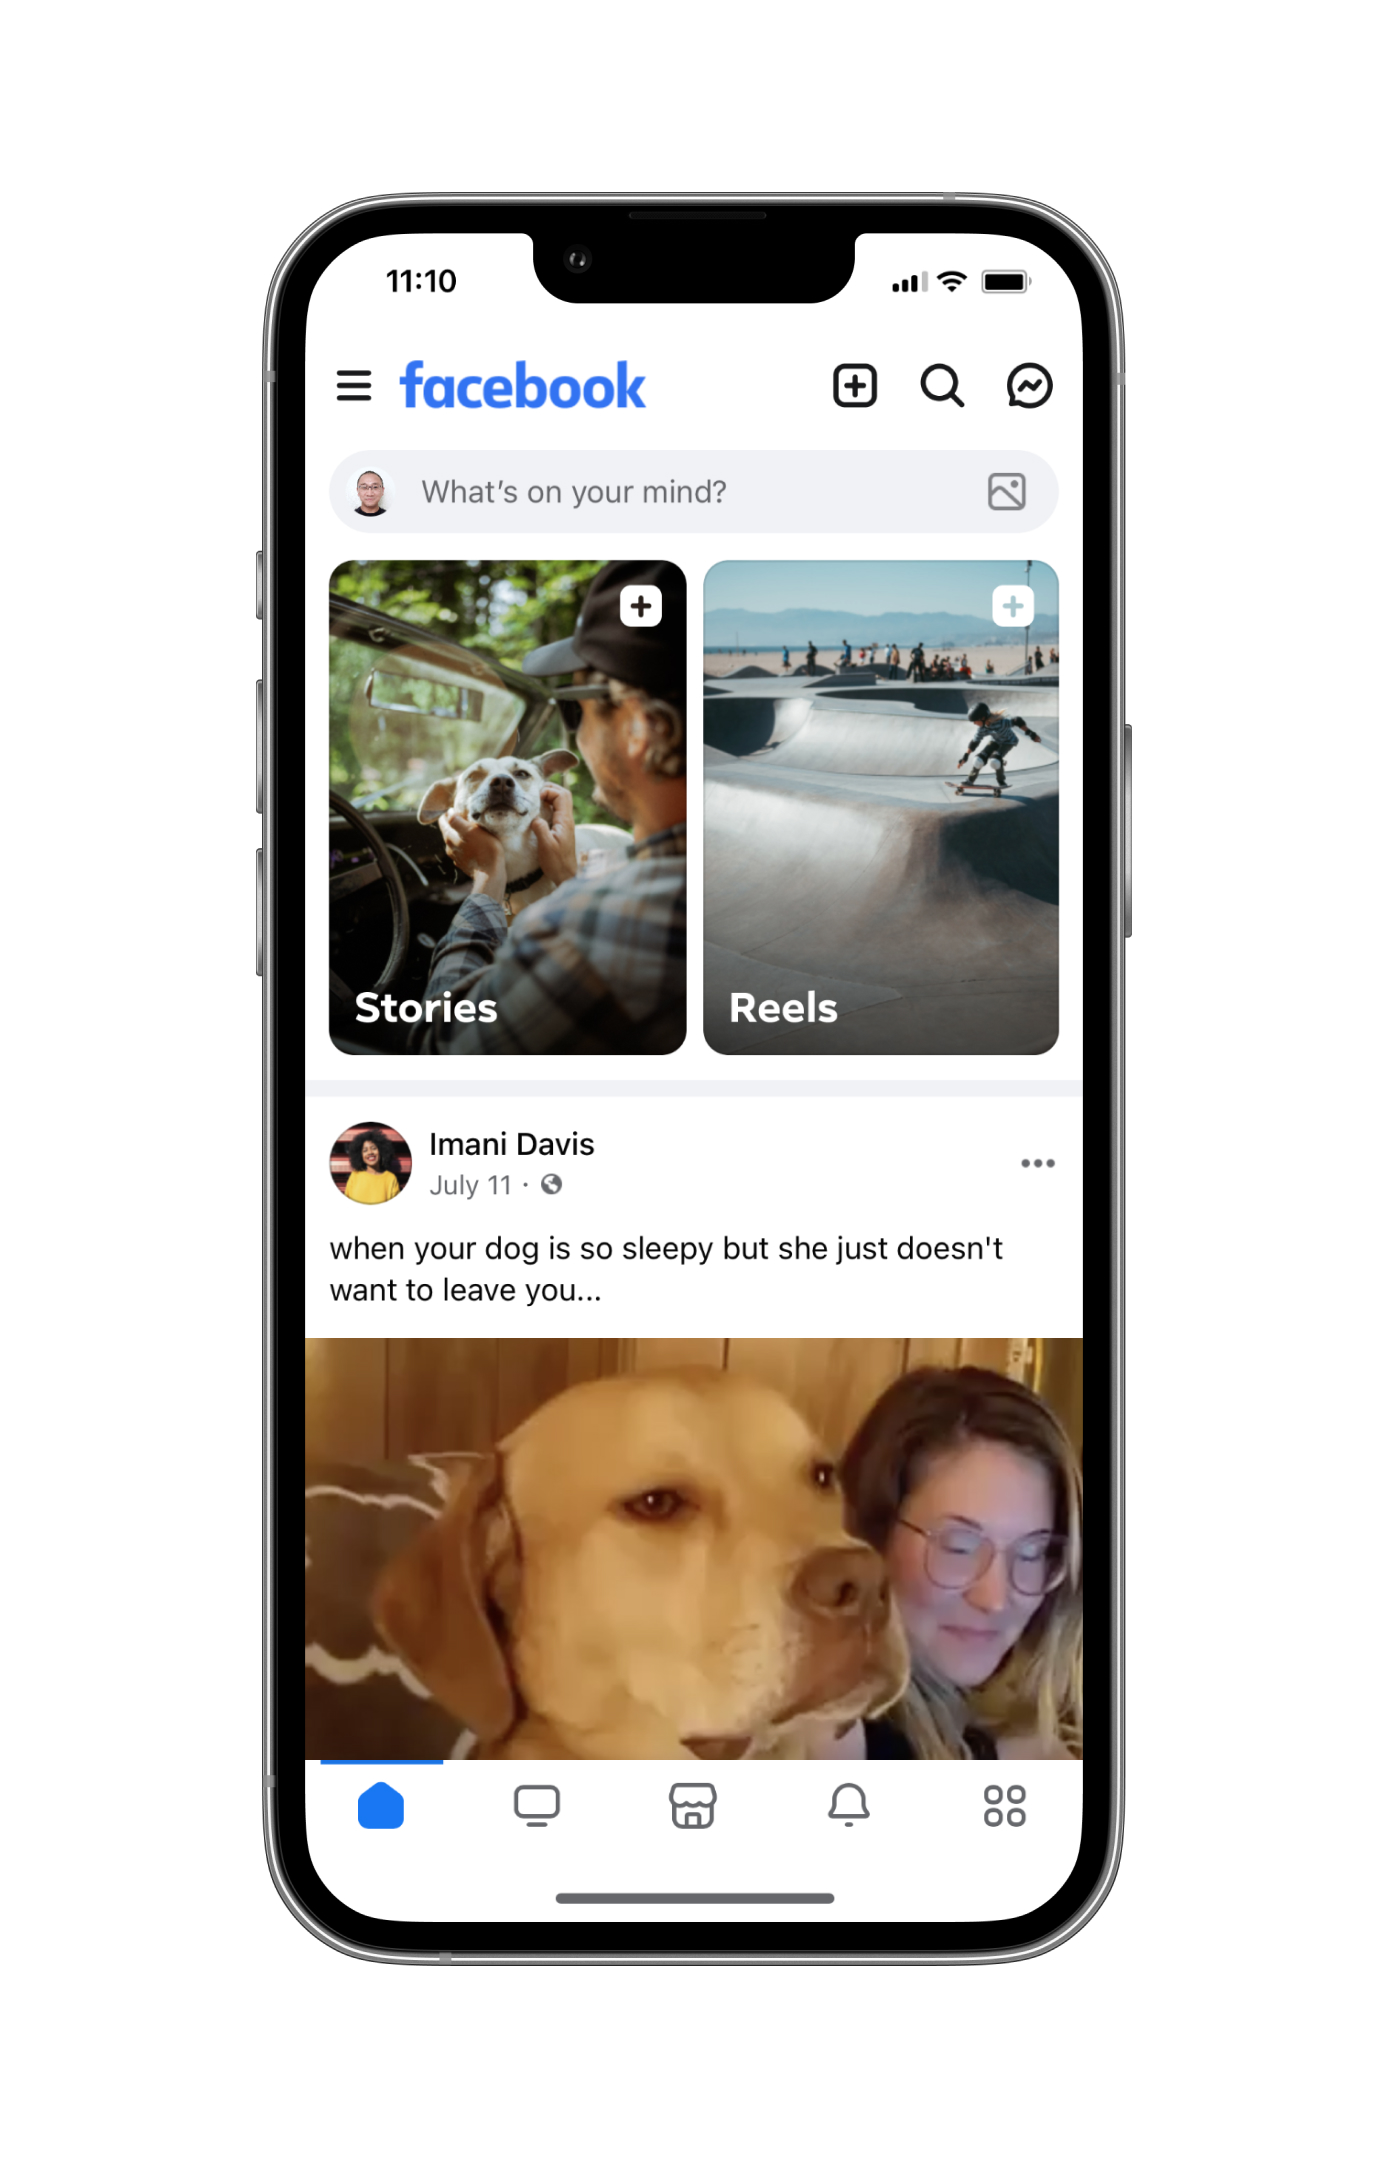 11:10
facebook
What's on your mind?
Stories
Reels
Imani Davis
July 11 ·
when your dog is so sleepy but she just doesn't
want to leave you...